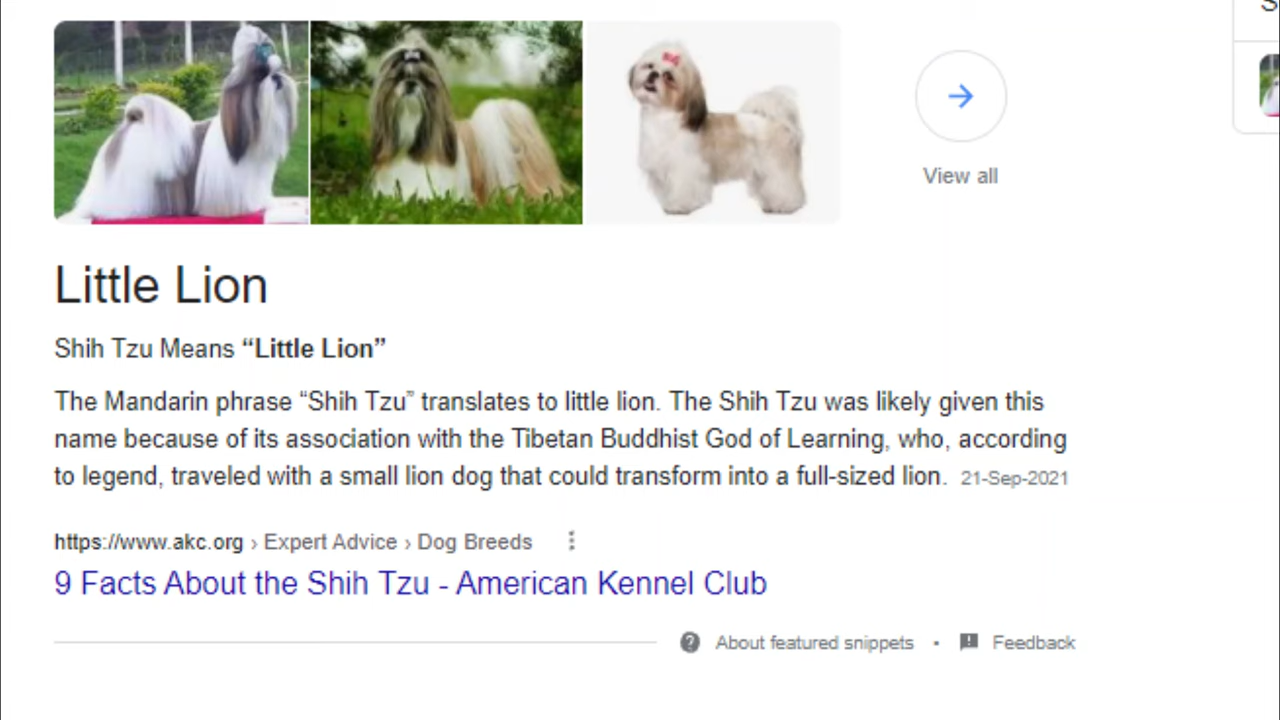 View all
Little Lion
Shih Tzu Means “Little Lion”
The Mandarin phrase “Shih Tzu” translates to little lion. The Shih Tzu was likely given this
name because of its association with the Tibetan Buddhist God of Learning, who, according
to legend, traveled with a small lion dog that could transform into a full-sized lion. 21-Sep-2021
https://www.akc.org › Expert Advice › Dog Breeds
9 Facts About the Shih Tzu - American Kennel Club
About featured snippets • Feedback